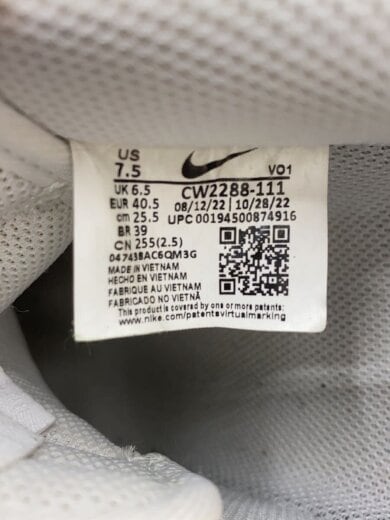 US
7.5 VO1
UK 6.5 CW2288-111
EUR 40.5 08/12/22 | 10/28/22
cm 25.5 UPC 00194500874916
BR 39
CN 255(2.5)
047438AC6QM3G
MADE IN VIETNAM
HECHO EN VIETNAM
FABRIQUE AU VIETNAM
FABRICADO NO VIETNÃ
This product is covered by one or more patents:
www.nike.com/patentsvirtualmarking